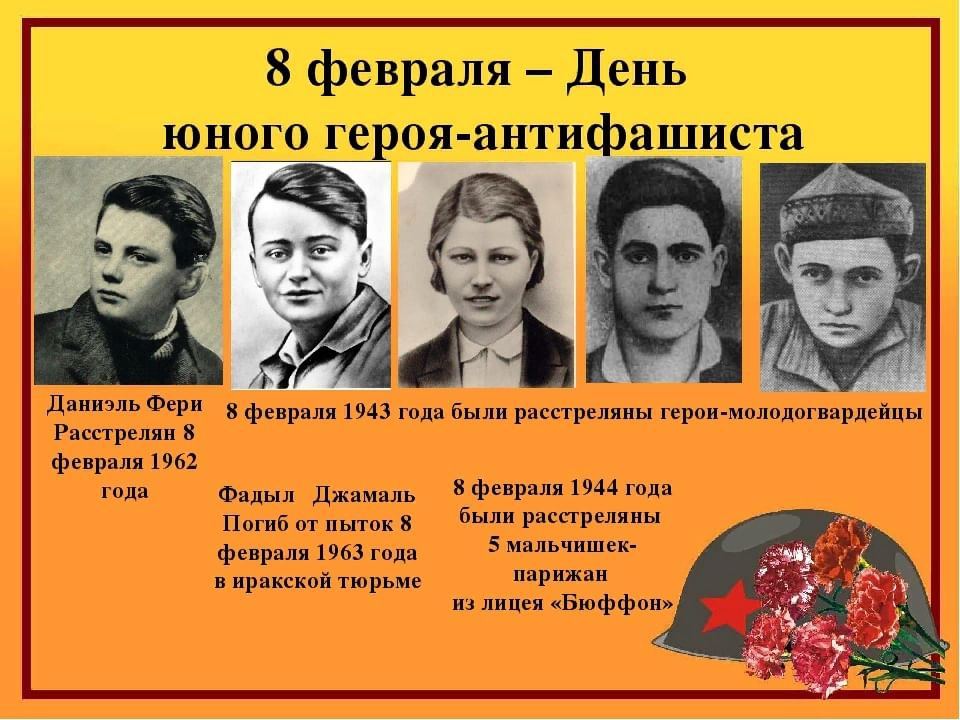 8 февраля – День
юного героя-антифашиста
Даниэль Фери
Расстрелян 8
февраля 1962
года
8 февраля 1943 года были расстреляны герои-молодогвардейцы
Фадыл Джамаль
Погиб от пыток 8
февраля 1963 года
в иракской тюрьме
8 февраля 1944 года
были расстреляны
5 мальчишек-
парижан
из лицея «Бюффон»